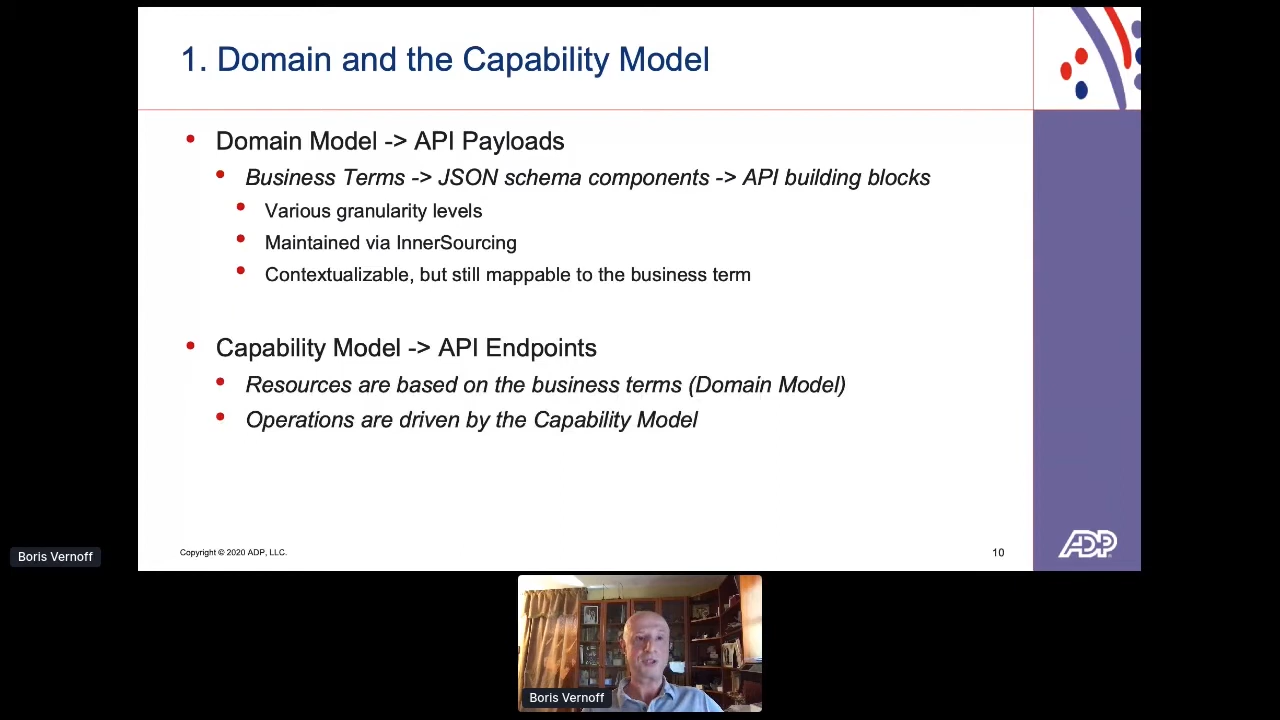 1. Domain and the Capability Model
Domain Model -> API Payloads
Business Terms -> JSON schema components -> API building blocks
Various granularity levels
Maintained via InnerSourcing
Contextualizable, but still mappable to the business term
Capability Model -> API Endpoints
Resources are based on the business terms (Domain Model)
Operations are driven by the Capability Model
Copyright © 2020 ADP, LLC.
10
ADP
Boris Vernoff
Boris Vernoff